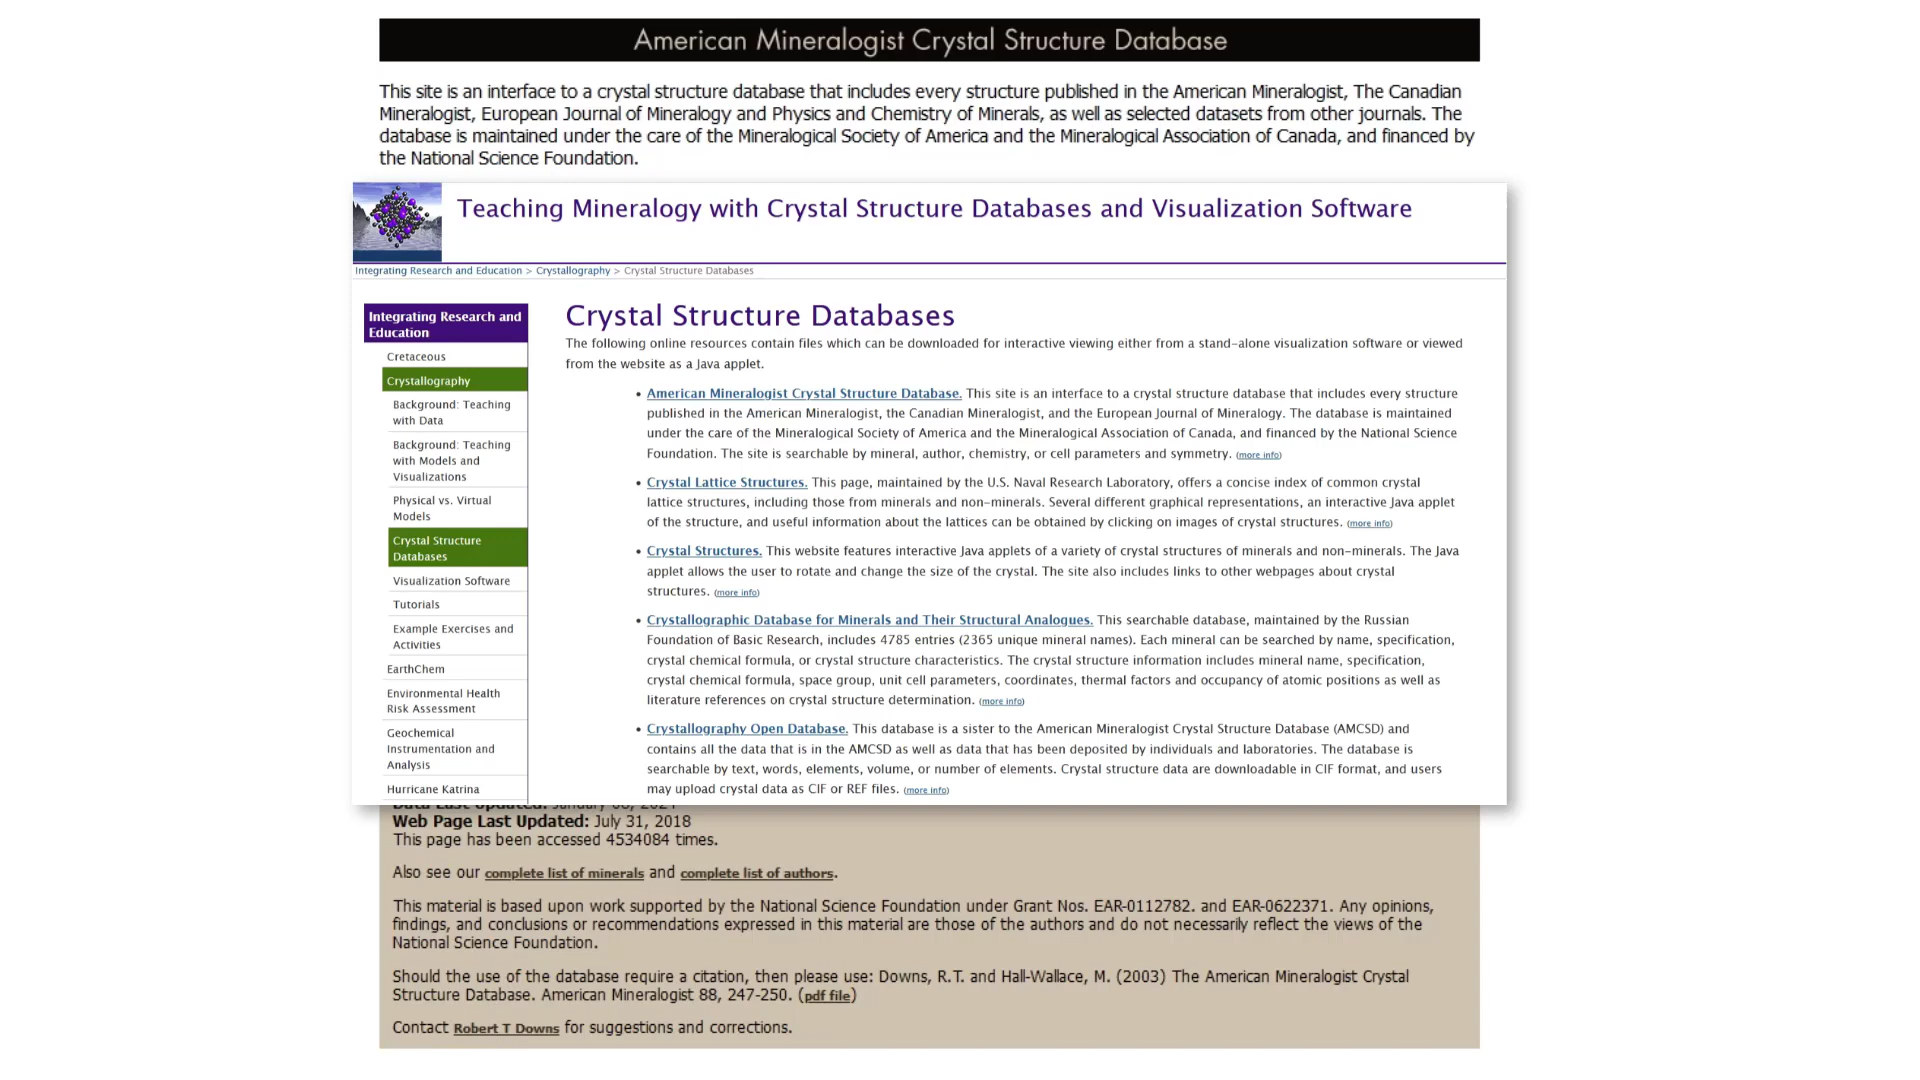 American Mineralogist Crystal Structure Database
This site is an interface to a crystal structure database that includes every structure published in the American Mineralogist, The Canadian
Mineralogist, European Journal of Mineralogy and Physics and Chemistry of Minerals, as well as selected datasets from other journals. The
database is maintained under the care of the Mineralogical Society of America and the Mineralogical Association of Canada, and financed by
the National Science Foundation.
Teaching Mineralogy with Crystal Structure Databases and Visualization Software
Integrating Research and Education > Crystallography > Crystal Structure Databases
Integrating Research and
Education
Cretaceous
Crystallography
Background: Teaching
with Data
Background: Teaching
with Models and
Visualizations
Physical vs. Virtual
Models
Crystal Structure
Databases
Visualization Software
Tutorials
Example Exercises and
Activities
EarthChem
Environmental Health
Risk Assessment
Geochemical
Instrumentation and
Analysis
Hurricane Katrina
Crystal Structure Databases
The following online resources contain files which can be downloaded for interactive viewing either from a stand-alone visualization software or viewed
from the website as a Java applet.
• American Mineralogist Crystal Structure Database. This site is an interface to a crystal structure database that includes every structure
published in the American Mineralogist, the Canadian Mineralogist, and the European Journal of Mineralogy. The database is maintained
under the care of the Mineralogical Society of America and the Mineralogical Association of Canada, and financed by the National Science
Foundation. The site is searchable by mineral, author, chemistry, or cell parameters and symmetry. (more info)
• Crystal Lattice Structures. This page, maintained by the U.S. Naval Research Laboratory, offers a concise index of common crystal
lattice structures, including those from minerals and non-minerals. Several different graphical representations, an interactive Java applet
of the structure, and useful information about the lattices can be obtained by clicking on images of crystal structures. (more info)
• Crystal Structures. This website features interactive Java applets of a variety of crystal structures of minerals and non-minerals. The Java
applet allows the user to rotate and change the size of the crystal. The site also includes links to other webpages about crystal
structures. (more info)
• Crystallographic Database for Minerals and Their Structural Analogues. This searchable database, maintained by the Russian
Foundation of Basic Research, includes 4785 entries (2365 unique mineral names). Each mineral can be searched by name, specification,
crystal chemical formula, or crystal structure characteristics. The crystal structure information includes mineral name, specification,
crystal chemical formula, space group, unit cell parameters, coordinates, thermal factors and occupancy of atomic positions as well as
literature references on crystal structure determination. (more info)
• Crystallography Open Database. This database is a sister to the American Mineralogist Crystal Structure Database (AMCSD) and
contains all the data that is in the AMCSD as well as data that has been deposited by individuals and laboratories. The database is
searchable by text, words, elements, volume, or number of elements. Crystal structure data are downloadable in CIF format, and users
may upload crystal data as CIF or REF files. (more info)
Data Last Updated: January
Web Page Last Updated: July 31, 2018
This page has been accessed 4534084 times.
Also see our complete list of minerals and complete list of authors.
This material is based upon work supported by the National Science Foundation under Grant Nos. EAR-0112782. and EAR-0622371. Any opinions,
findings, and conclusions or recommendations expressed in this material are those of the authors and do not necessarily reflect the views of the
National Science Foundation.
Should the use of the database require a citation, then please use: Downs, R.T. and Hall-Wallace, M. (2003) The American Mineralogist Crystal
Structure Database. American Mineralogist 88, 247-250. (pdf file)
Contact Robert T Downs for suggestions and corrections.